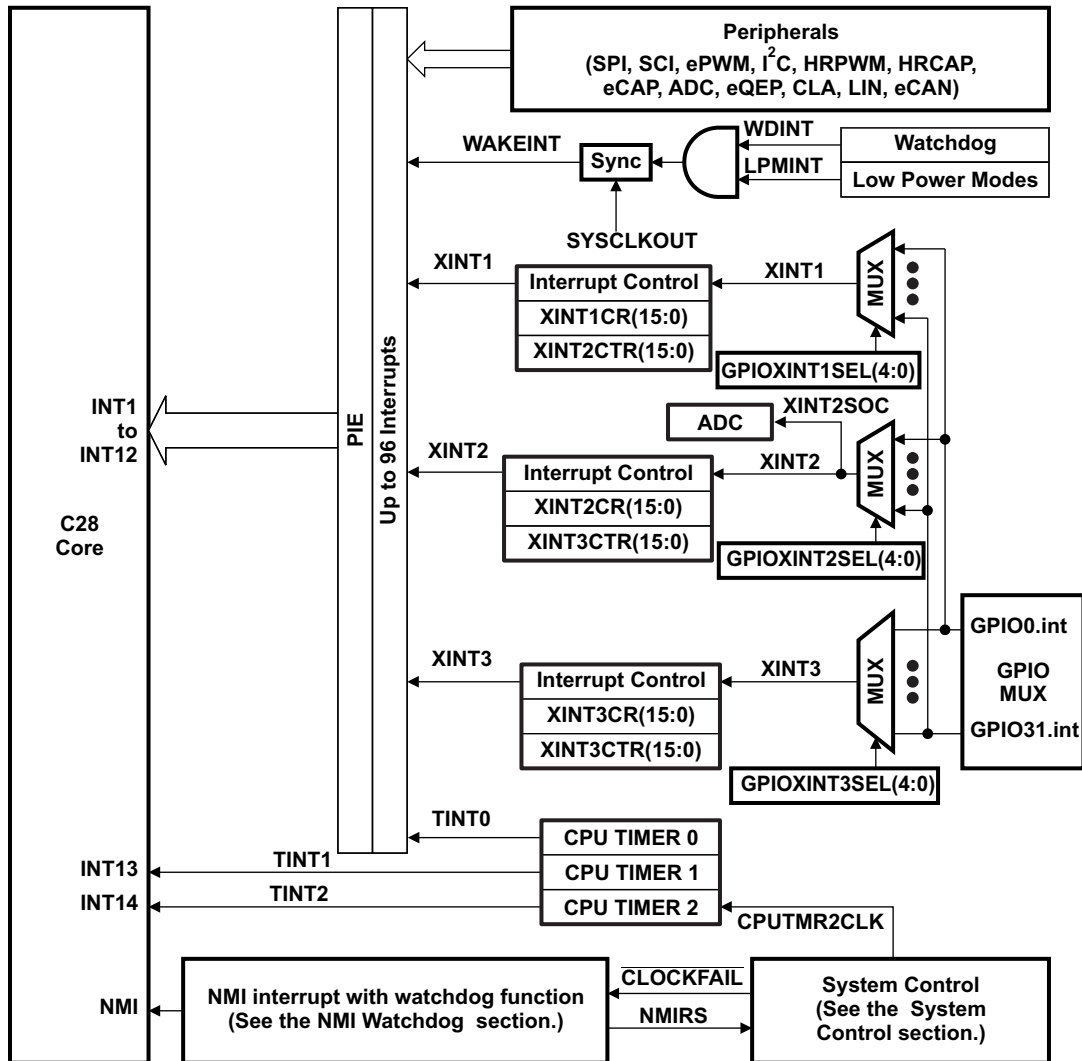 Peripherals
(SPI, SCI, ePWM, I2C, HRPWM, HRCAP,
eCAP, ADC, eQEP, CLA, LIN, eCAN)
WDINT
WAKEINT
Sync
Watchdog
LPMINT
Low Power Modes
SYSCLKOUT
XINT1
Interrupt Control
XINT1
MUX
XINT1CR(15:0)
XINT2CTR(15:0)
GPIOXINT1SEL(4:0)
INT1
to
INT12
PIE
Up to 96 Interrupts
ADC
XINT2SOC
XINT2
Interrupt Control
XINT2
MUX
XINT2CR(15:0)
XINT3CTR(15:0)
C28
Core
GPIOXINT2SEL(4:0)
GPIO0.int
XINT3
Interrupt Control
XINT3
MUX
GPIO
MUX
XINT3CR(15:0)
XINT3CTR(15:0)
GPIO31.int
GPIOXINT3SEL(4:0)
TINT0
CPU TIMER 0
INT13
TINT1
CPU TIMER 1
INT14
TINT2
CPU TIMER 2
CPUTMR2CLK
NMI
NMI interrupt with watchdog function
(See the NMI Watchdog section.)
CLOCKFAIL
NMIRS
System Control
(See the System
Control section.)